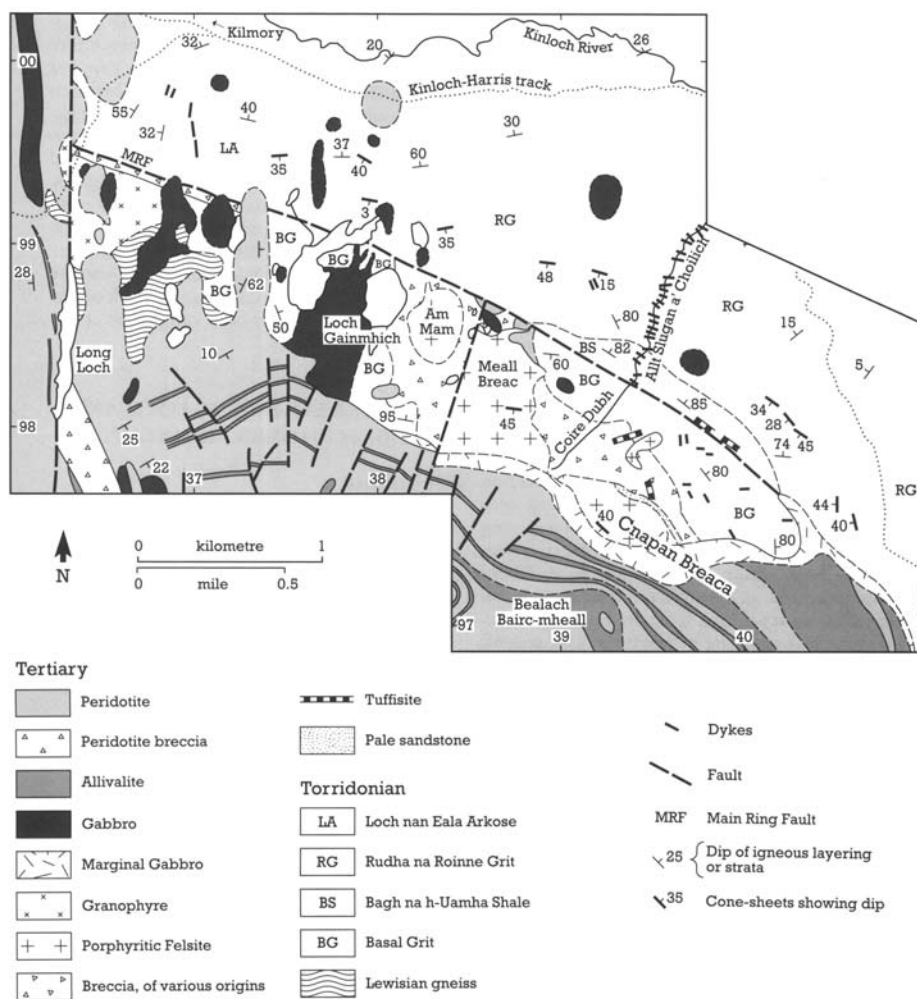 32
Kilmory
20
26
Kinloch River
00
Kinloch-Harris track
55
32
40
30
LA
37
35
40
60
MRF
3
RG
99
BG
35
BG
BG
48
15
Allt Slugan a' Choilich
RG
28
BG
62
Am
Mam
80
15
50
Loch
Gainmhich
BS
82
5
Long
Loch
10
BG
Meall
Breac
60
BG
85
34
28
45
98
95
45
Coire Dubh
74
25
22
37
38
80
RG
BG
44
40
40
Cnapan Breaca
80
0 kilometre 1
0 mile 0.5
N
97
Bealach
Bairc-mheall
39
40
Tertiary
Peridotite
Peridotite breccia
Allivalite
Gabbro
Marginal Gabbro
Granophyre
Porphyritic Felsite
Breccia, of various origins
Tuffisite
Pale sandstone
Torridonian
LA Loch nan Eala Arkose
RG Rudha na Roinne Grit
BS Bagh na h-Uamha Shale
BG Basal Grit
Lewisian gneiss
Dykes
Fault
MRF Main Ring Fault
25 Dip of igneous layering
or strata
35 Cone-sheets showing dip